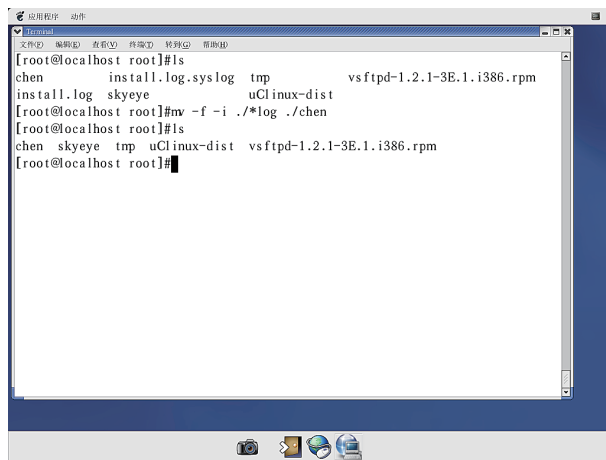 应用程序 动作
Terminal
文件(F) 编辑(E) 查看(V) 终端(T) 转到(G) 帮助(H)
[root@localhost root]#ls
chen install.log.syslog tmp vsftpd-1.2.1-3E.1.i386.rpm
install.log skyeye uClinux-dist
[root@localhost root]#mv -f -i ./*log ./chen
[root@localhost root]#ls
chen skyeye tmp uClinux-dist vsftpd-1.2.1-3E.1.i386.rpm
[root@localhost root]#